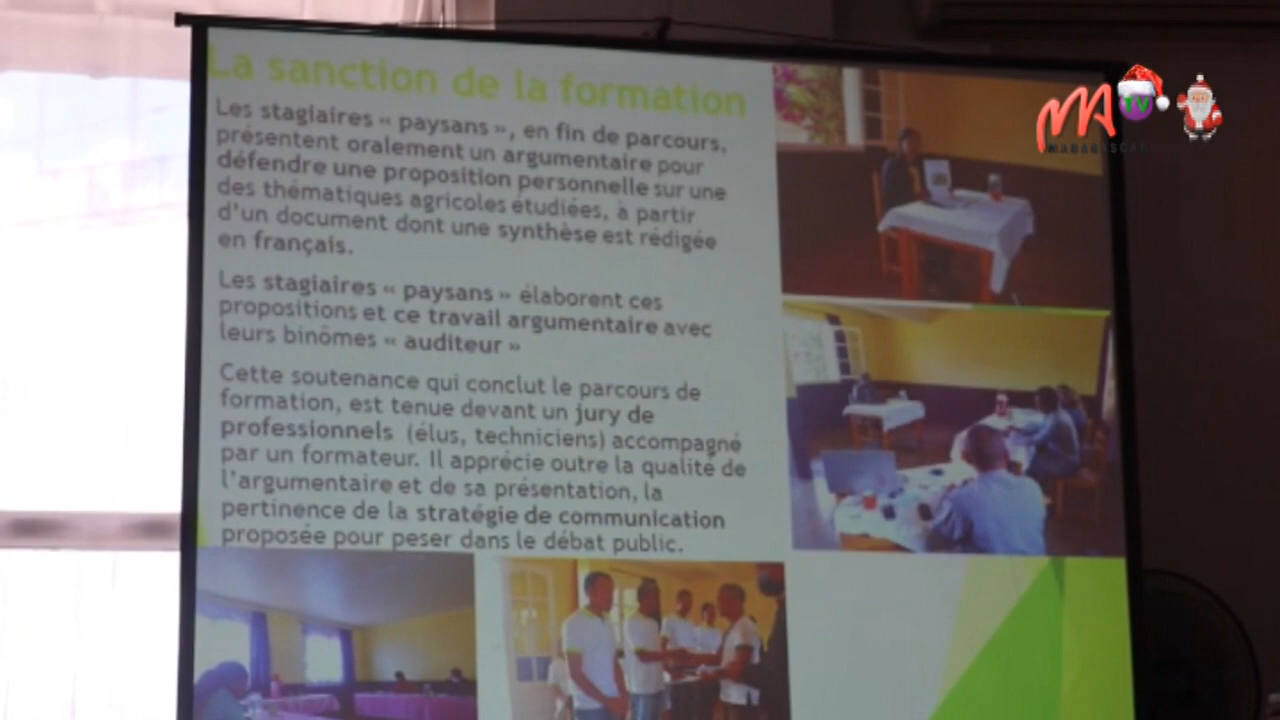 La sanction de la formation
Les stagiaires « paysans », en fin de parcours,
présentent oralement un argumentaire pour
défendre une proposition personnelle sur une
des thématiques agricoles étudiées, à partir
d'un document dont une synthèse est rédigée
en français.
Les stagiaires « paysans » élaborent ces
propositions et ce travail argumentaire avec
leurs binômes « auditeur »
Cette soutenance qui conclut le parcours de
formation, est tenue devant un jury de
professionnels (élus, techniciens) accompagné
par un formateur. Il apprécie outre la qualité de
l'argumentaire et de sa présentation, la
pertinence de la stratégie de communication
proposée pour peser dans le débat public.
MA TV